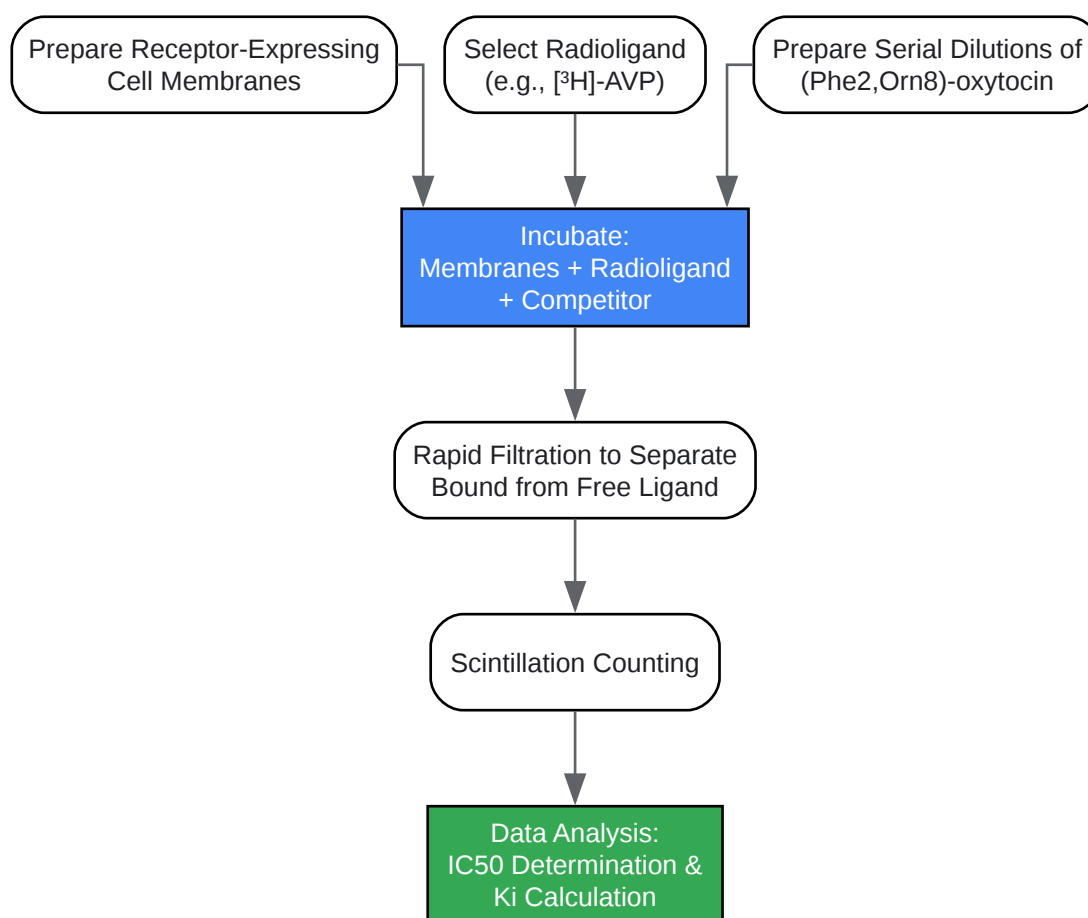 Prepare Receptor-Expressing
Cell Membranes
Select Radioligand
(e.g., [³H]-AVP)
Prepare Serial Dilutions of
(Phe2,Orn8)-oxytocin
Incubate:
Membranes + Radioligand
+ Competitor
Rapid Filtration to Separate
Bound from Free Ligand
Scintillation Counting
Data Analysis:
IC50 Determination &
Ki Calculation